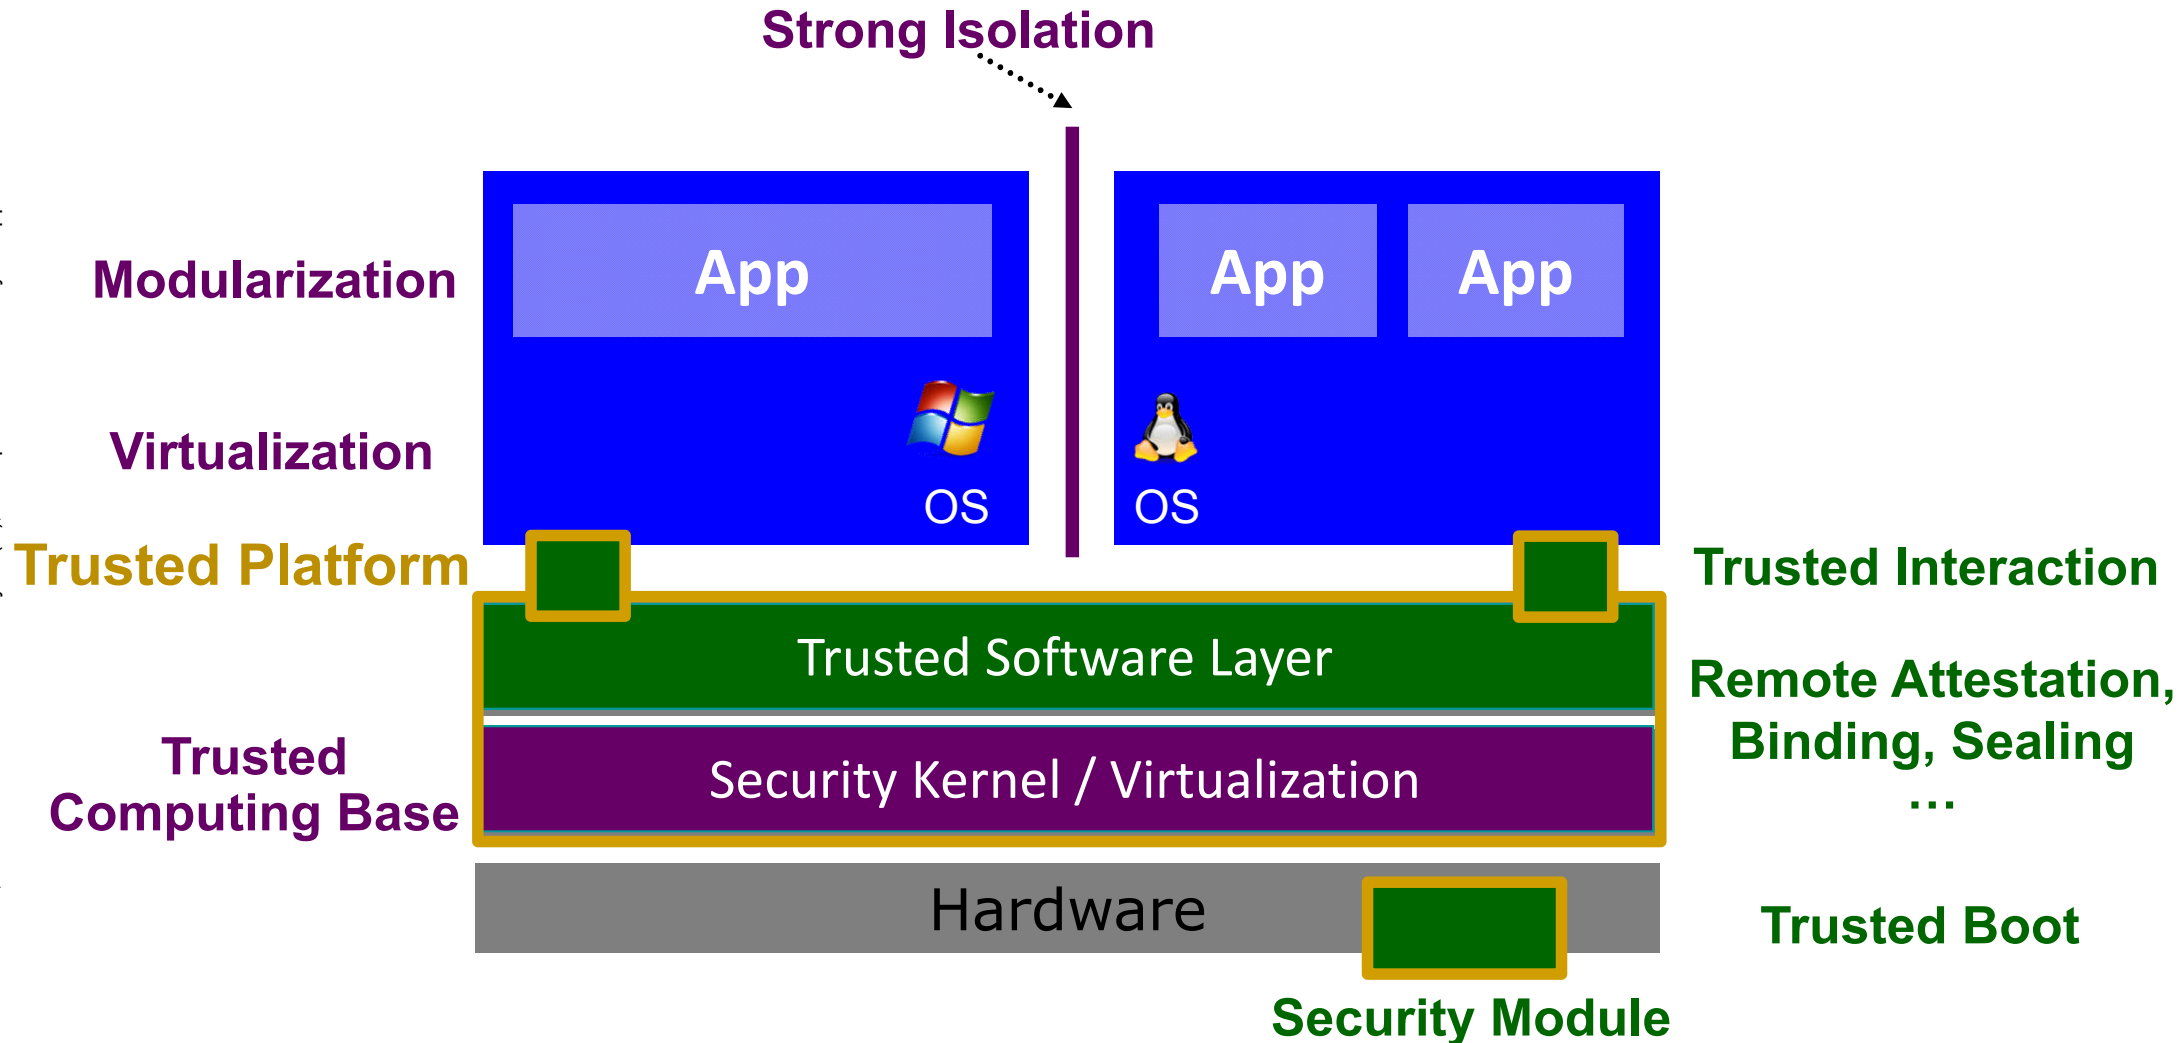 Strong Isolation
Modularization
App
App
App
Virtualization
OS
OS
Trusted Platform
Trusted Interaction
Trusted Software Layer
Remote Attestation,
Binding, Sealing
…
Trusted
Computing Base
Security Kernel / Virtualization
Hardware
Trusted Boot
Security Module